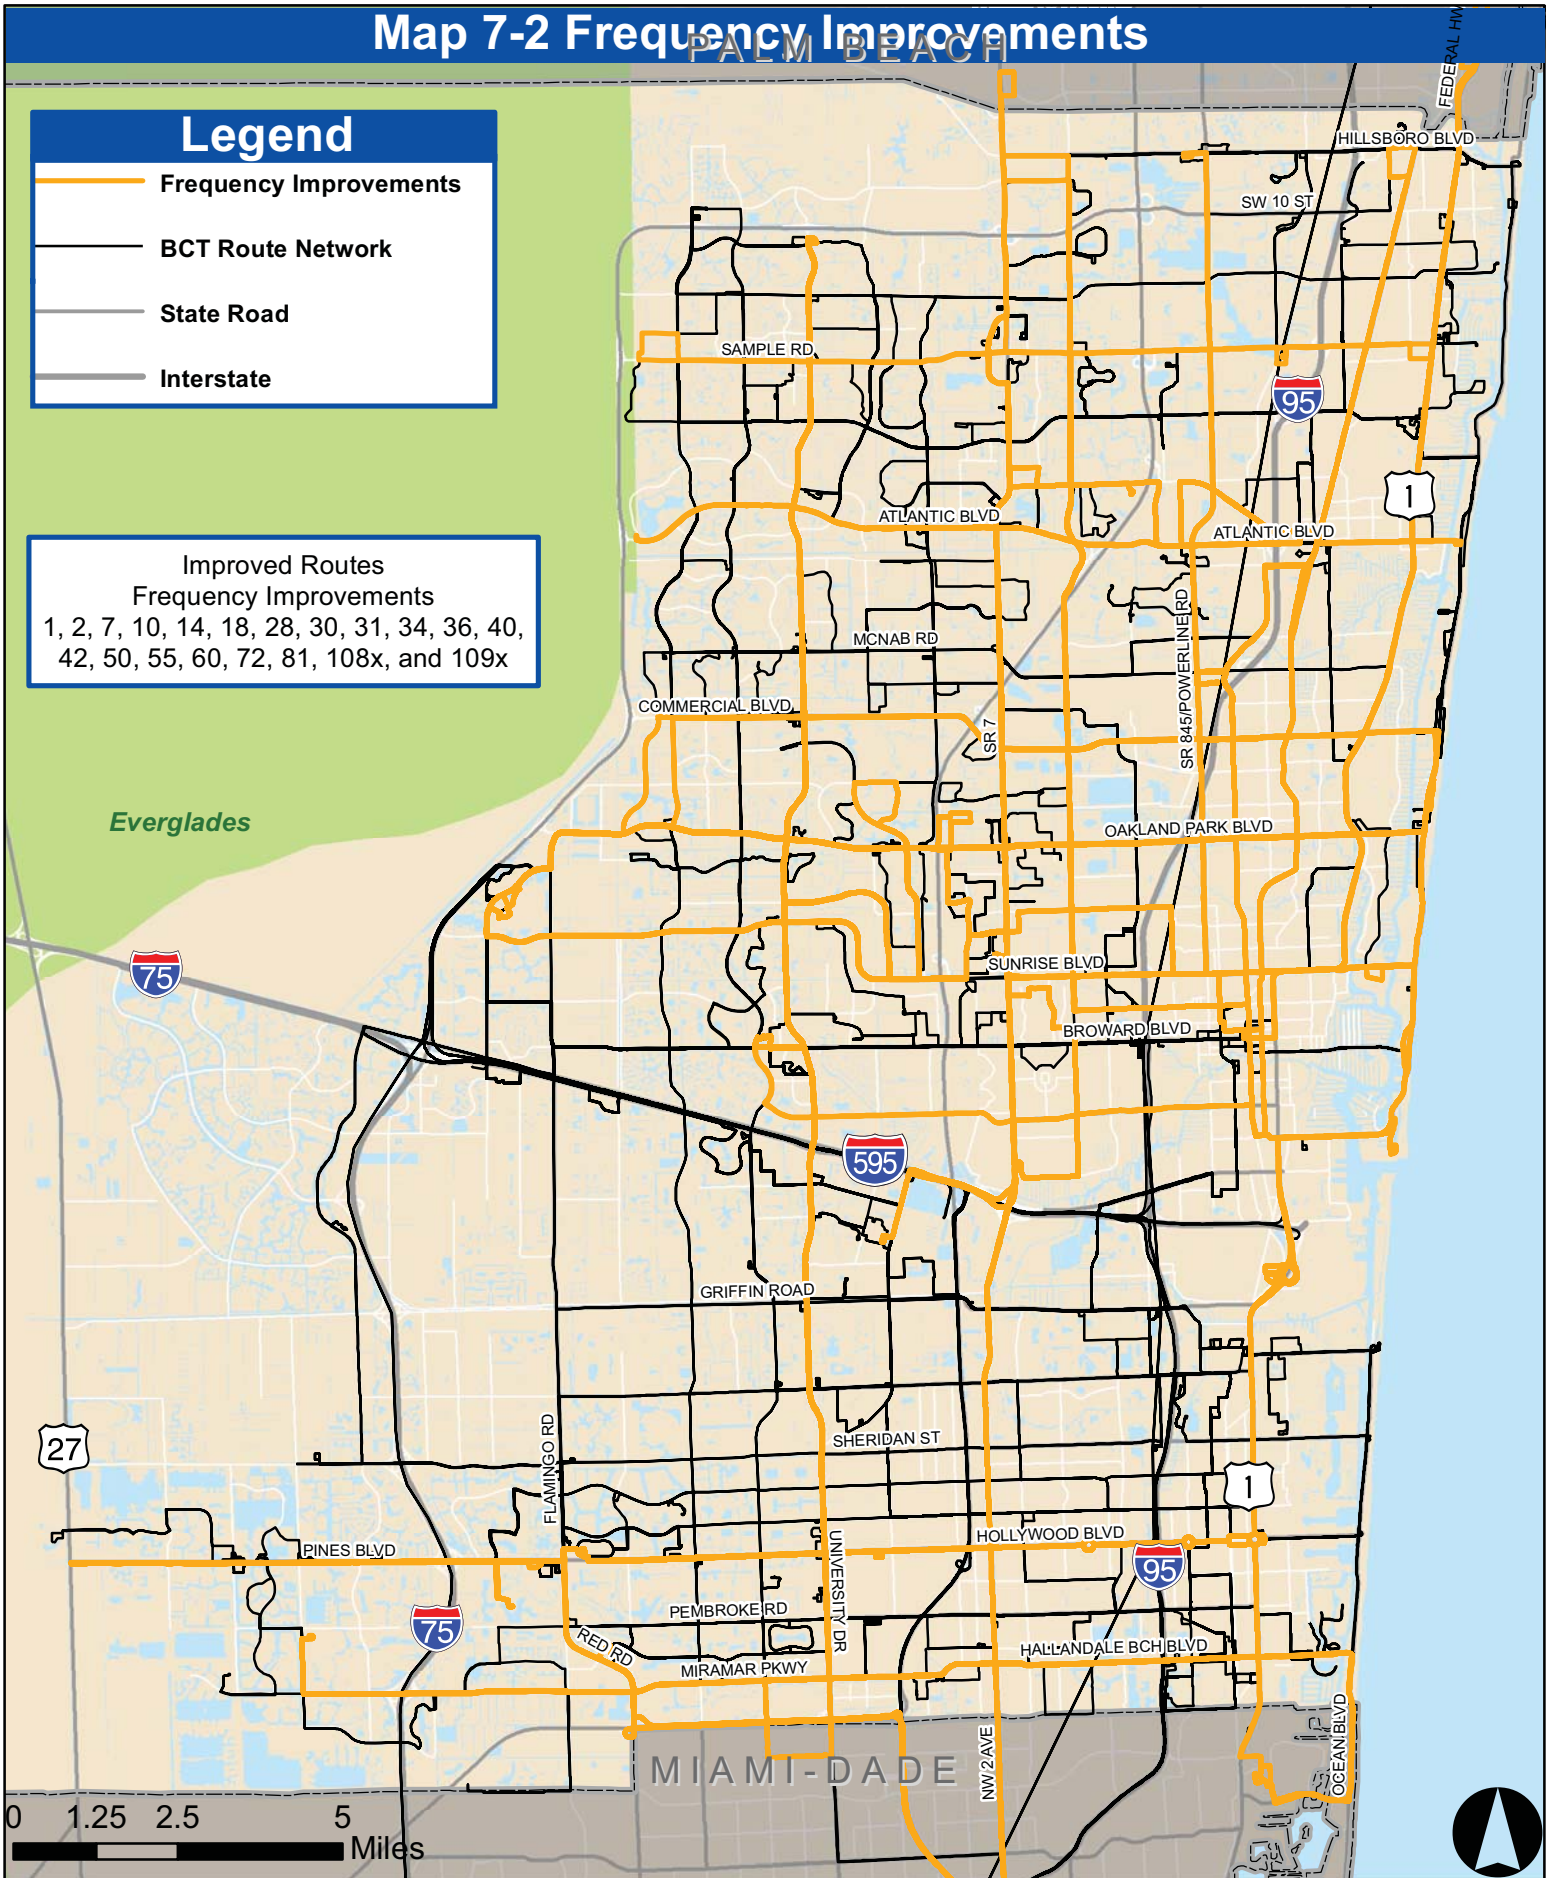 Map 7-2 Frequency Improvements
PALM BEACH
FEDERAL HW
Legend
Frequency Improvements
BCT Route Network
State Road
Interstate
HILLSBORO BLVD
SW 10 ST
SAMPLE RD
95
1
ATLANTIC BLVD
ATLANTIC BLVD
Improved Routes
Frequency Improvements
1, 2, 7, 10, 14, 18, 28, 30, 31, 34, 36, 40,
42, 50, 55, 60, 72, 81, 108x, and 109x
MCNAB RD
SR 845/POWERLINE RD
COMMERCIAL BLVD
SR 7
Everglades
OAKLAND PARK BLVD
75
SUNRISE BLVD
BROWARD BLVD
595
GRIFFIN ROAD
27
FLAMINGO RD
SHERIDAN ST
1
HOLLYWOOD BLVD
PINES BLVD
UNIVERSITY DR
95
75
PEMBROKE RD
RED RD
HALLANDALE BCH BLVD
MIRAMAR PKWY
OCEAN BLVD
NW 2 AVE
MIAMI-DADE
0 1.25 2.5 5
Miles